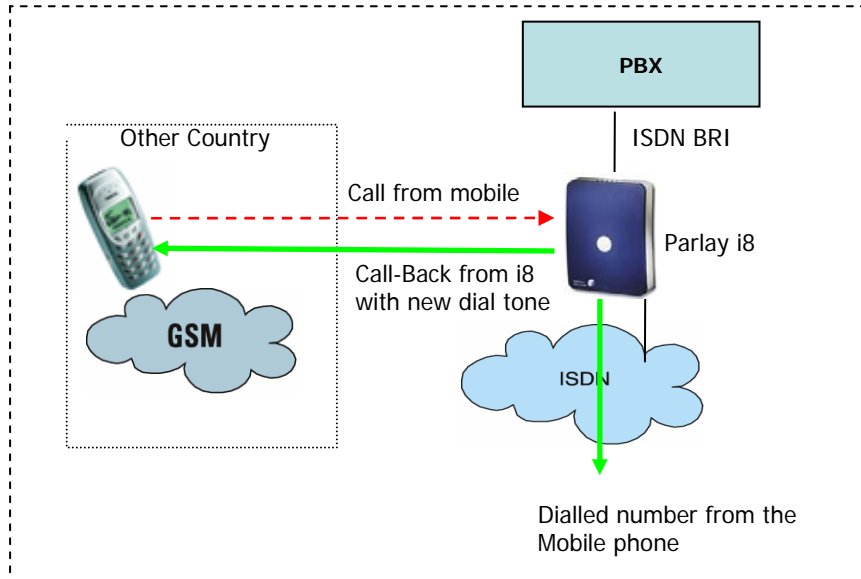 PBX
Other Country
ISDN BRI
Call from mobile
Parlay i8
Call-Back from i8
with new dial tone
GSM
ISDN
Dialled number from the
Mobile phone